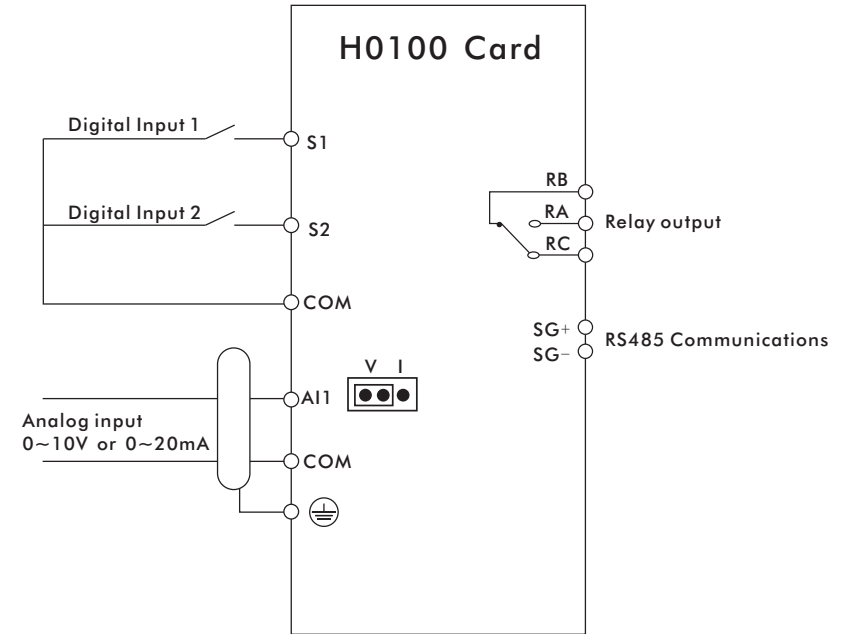 H0100 Card
Digital Input 1
S1
Digital Input 2
S2
COM
RB
RA
Relay output
RC
SG+
SG−
RS485 Communications
V I
AI1
Analog input
0~10V or 0~20mA
COM